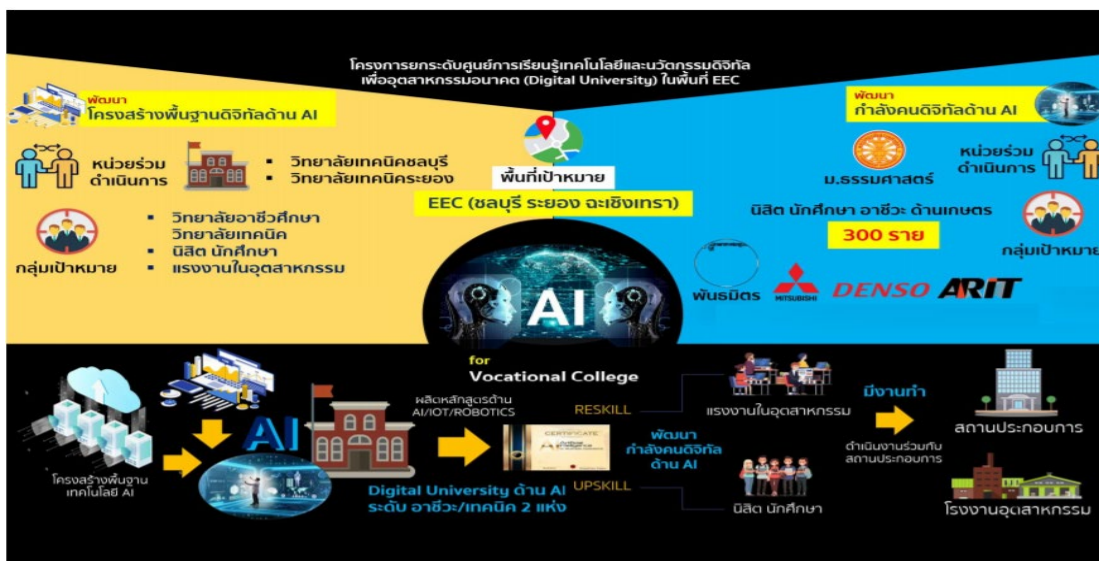 โครงการยกระดับศูนย์การเรียนรู้เทคโนโลยีและนวัตกรรมดิจิทัล
เพื่ออุตสาหกรรมอนาคต (Digital University) ในพื้นที่ EEC
พัฒนา
โครงสร้างพื้นฐานดิจิทัลด้าน AI
หน่วยร่วม
ดำเนินการ
▪ วิทยาลัยเทคนิคชลบุรี
▪ วิทยาลัยเทคนิคระยอง
กลุ่มเป้าหมาย
▪ วิทยาลัยอาชีวศึกษา
วิทยาลัยเทคนิค
▪ นิสิต นักศึกษา
▪ แรงงานในอุตสาหกรรม
พื้นที่เป้าหมาย
EEC (ชลบุรี ระยอง ฉะเชิงเทรา)
AI
พัฒนา
กำลังคนดิจิทัลด้าน AI
ม.ธรรมศาสตร์
หน่วยร่วม
ดำเนินการ
นิสิต นักศึกษา อาชีวะ ด้านเกษตร
300 ราย
กลุ่มเป้าหมาย
พันธมิตร
MITSUBISHI
DENSO
ARIT
for
Vocational College
โครงสร้างพื้นฐาน
เทคโนโลยี AI
AI
ผลิตหลักสูตรด้าน
AI/IOT/ROBOTICS
Digital University ด้าน AI
ระดับ อาชีวะ/เทคนิค 2 แห่ง
CERTIFICATE
RESKILL
พัฒนา
กำลังคนดิจิทัล
ด้าน AI
UPSKILL
แรงงานในอุตสาหกรรม
นิสิต นักศึกษา
มีงานทำ
ดำเนินงานร่วมกับ
สถานประกอบการ
สถานประกอบการ
โรงงานอุตสาหกรรม